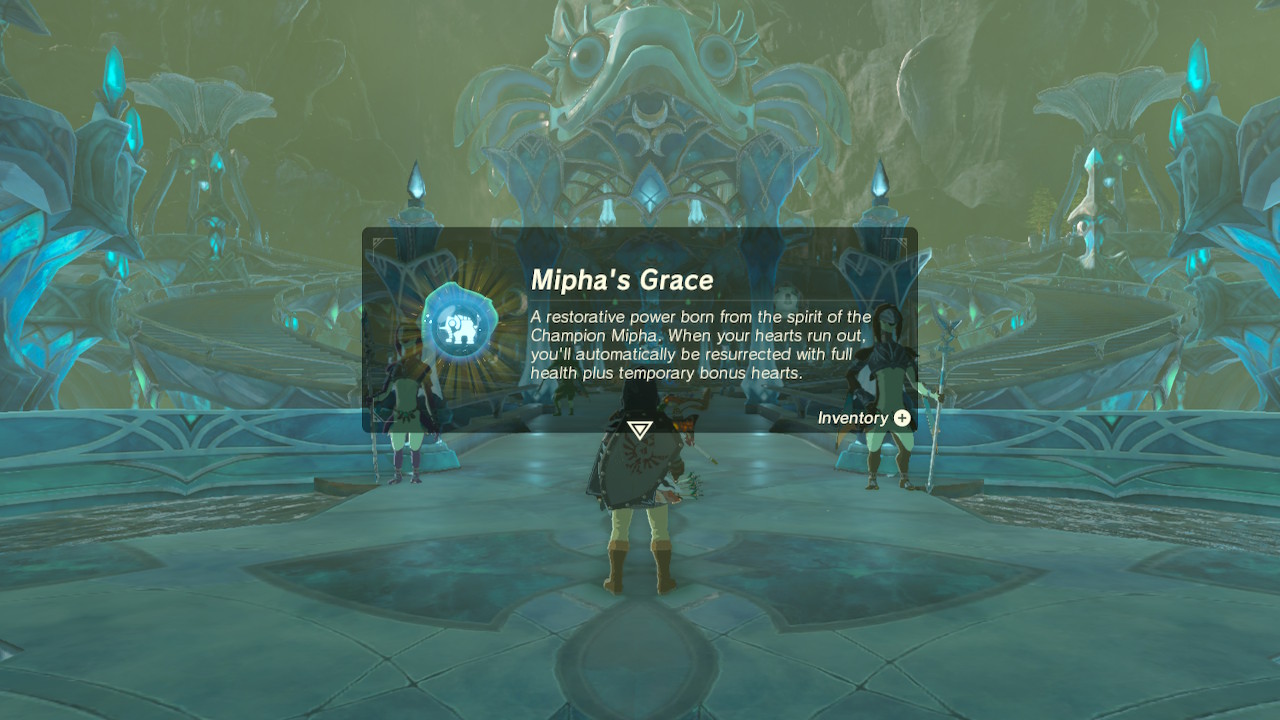 Mipha's Grace
A restorative power born from the spirit of the
Champion Mipha. When your hearts run out,
you'll automatically be resurrected with full
health plus temporary bonus hearts.
Inventory